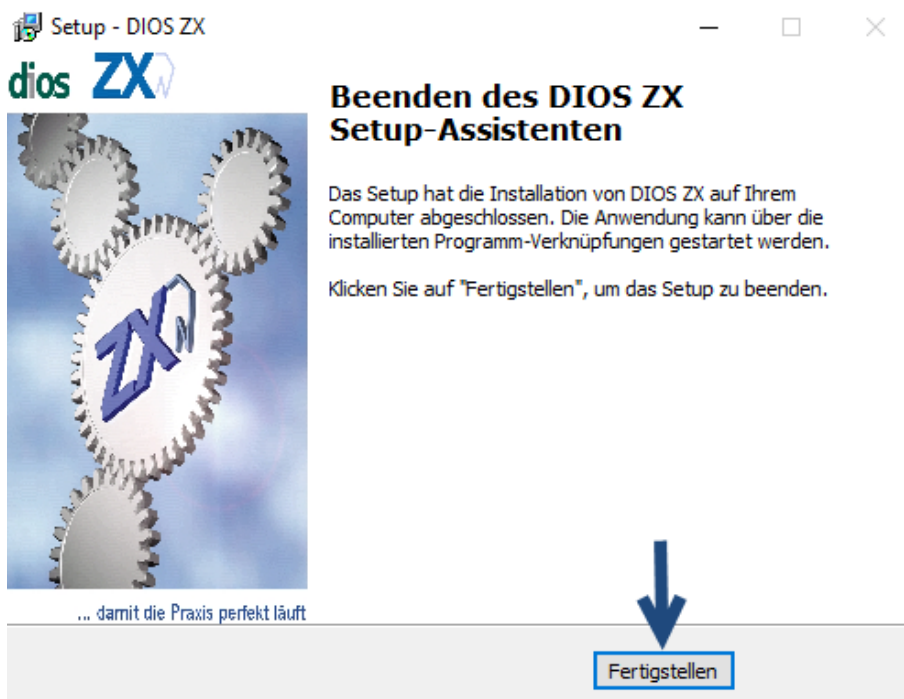 Setup - DIOS ZX
dios ZX
Beenden des DIOS ZX
Setup-Assistenten
Das Setup hat die Installation von DIOS ZX auf Ihrem
Computer abgeschlossen. Die Anwendung kann über die
installierten Programm-Verknüpfungen gestartet werden.
Klicken Sie auf "Fertigstellen", um das Setup zu beenden.
ZX
... damit die Praxis perfekt läuft
Fertigstellen